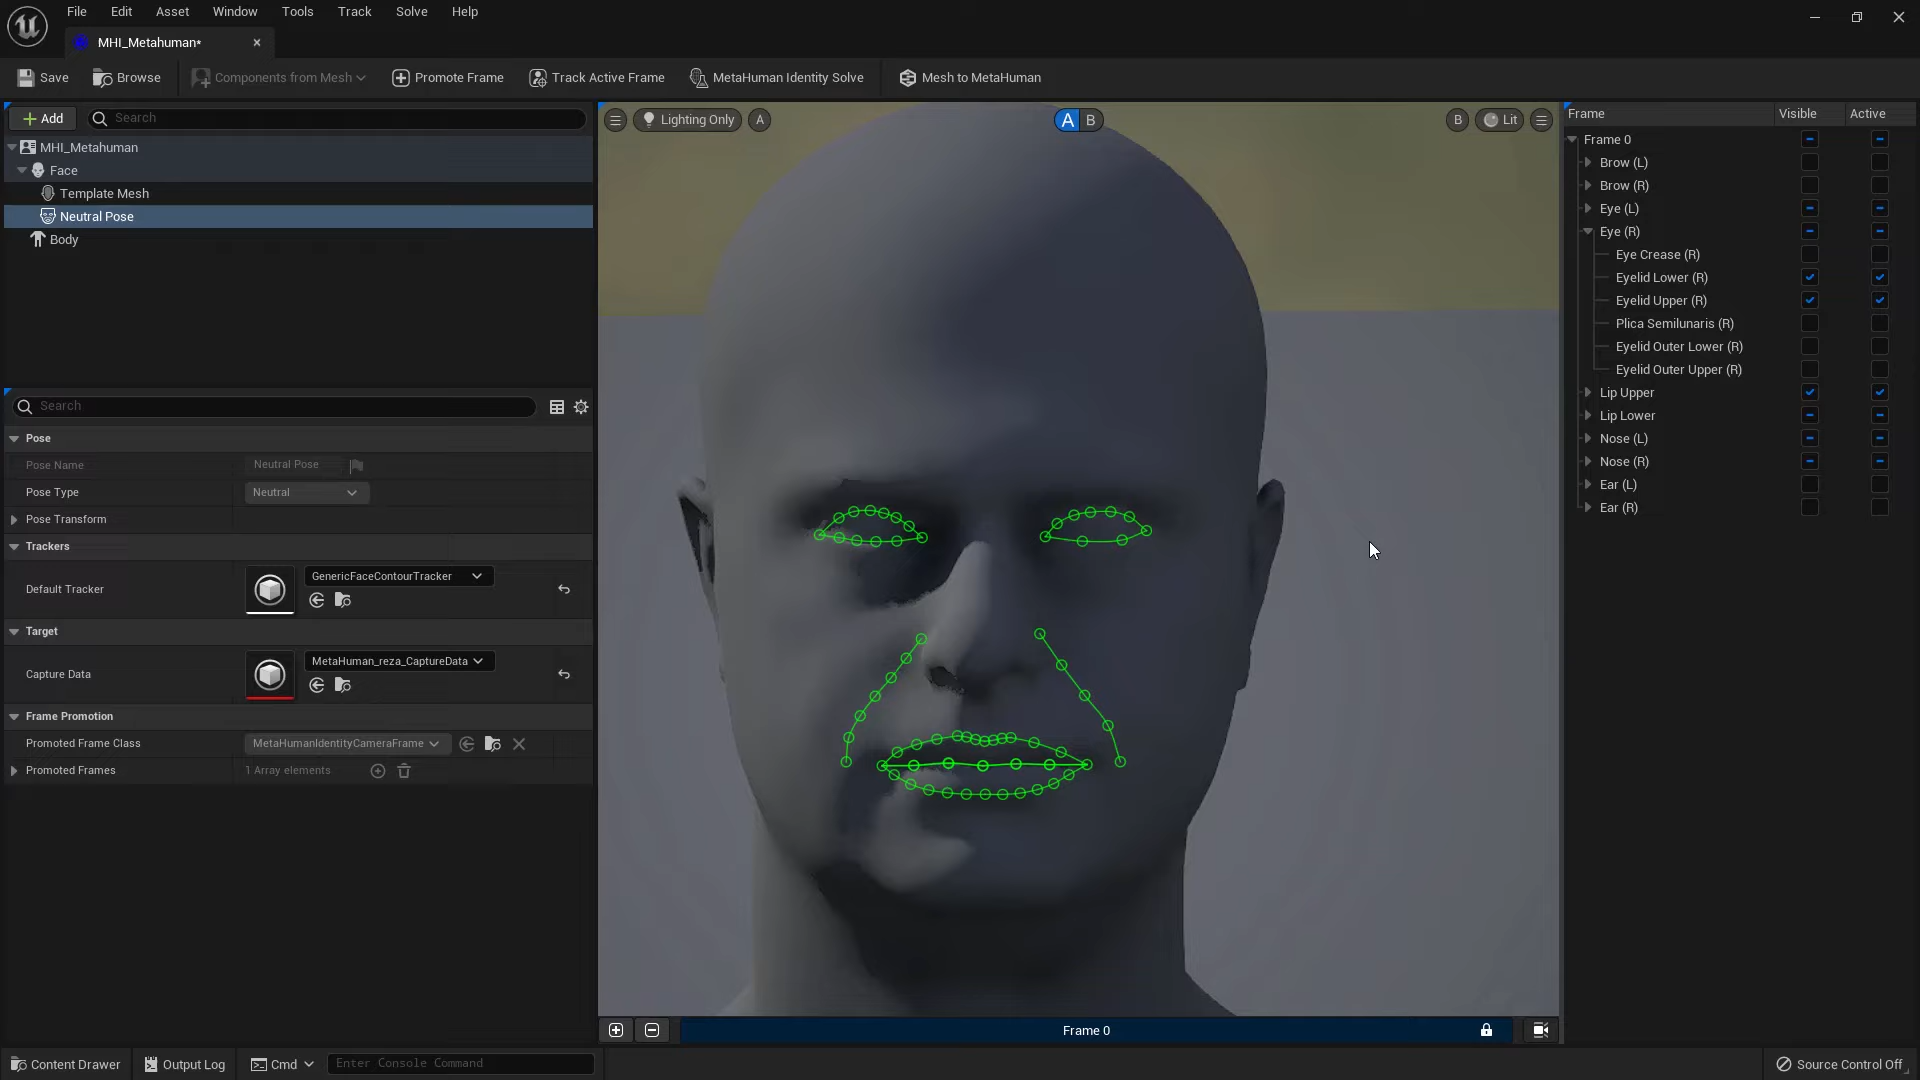 File Edit Asset Window Tools Track Solve Help
MHI_Metahuman*
Save Browse Components from Mesh Promote Frame Track Active Frame MetaHuman Identity Solve Mesh to MetaHuman
Add Search
MHI_Metahuman
Face
Template Mesh
Neutral Pose
Body
Search
Pose
Pose Name Neutral Pose
Pose Type Neutral
Pose Transform
Trackers
Default Tracker GenericFaceContourTracker
Target
Capture Data MetaHuman_reza_CaptureData
Frame Promotion
Promoted Frame Class MetaHumanIdentityCameraFrame
Promoted Frames 1 Array elements
Lighting Only A A B B Lit
Frame 0
Frame Visible Active
Frame 0
Brow (L)
Brow (R)
Eye (L)
Eye (R)
Eye Crease (R)
Eyelid Lower (R)
Eyelid Upper (R)
Plica Semilunaris (R)
Eyelid Outer Lower (R)
Eyelid Outer Upper (R)
Lip Upper
Lip Lower
Nose (L)
Nose (R)
Ear (L)
Ear (R)
Content Drawer Output Log Cmd Enter Console Command Source Control Off